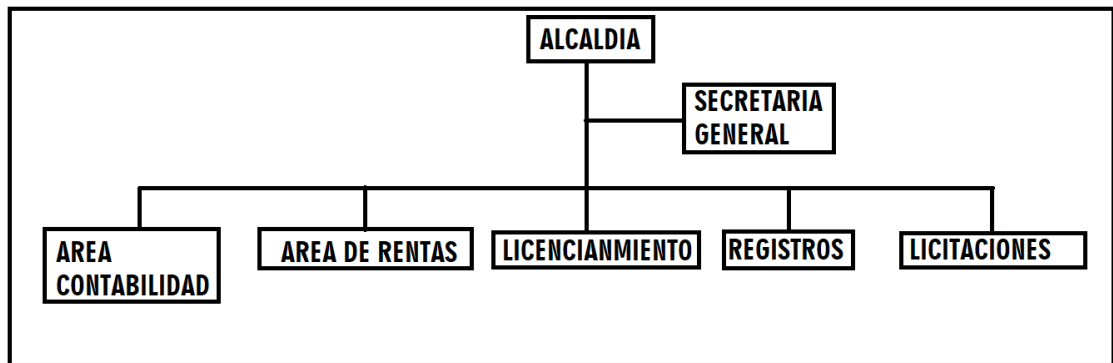 ALCALDIA
SECRETARIA
GENERAL
AREA
CONTABILIDAD
AREA DE RENTAS
LICENCIANMIENTO
REGISTROS
LICITACIONES